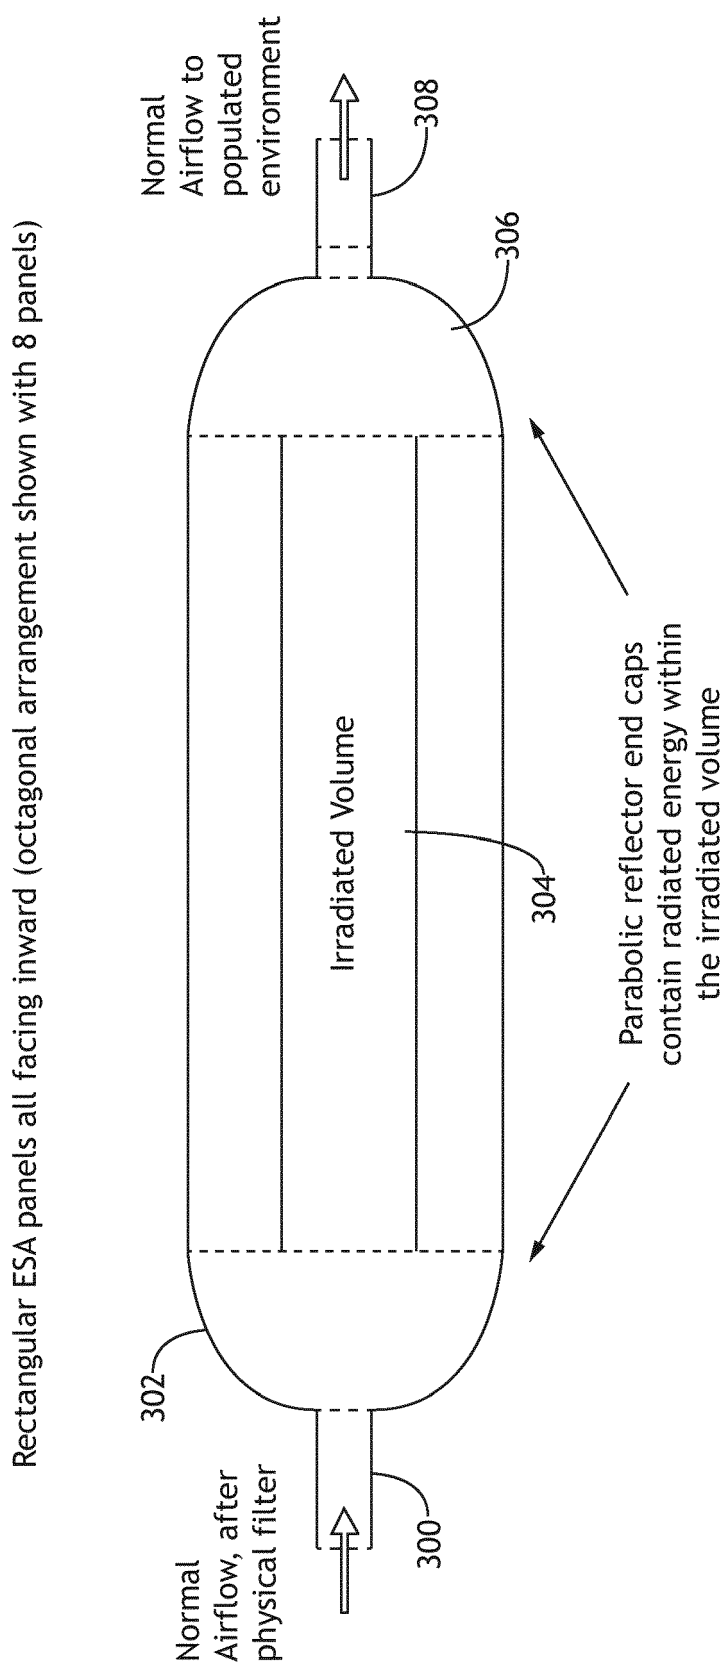 Rectangular ESA panels all facing inward (octagonal arrangement shown with 8 panels)
Normal
Airflow, after
physical filter
300
302
Irradiated Volume
304
306
308
Normal
Airflow to
populated
environment
Parabolic reflector end caps
contain radiated energy within
the irradiated volume